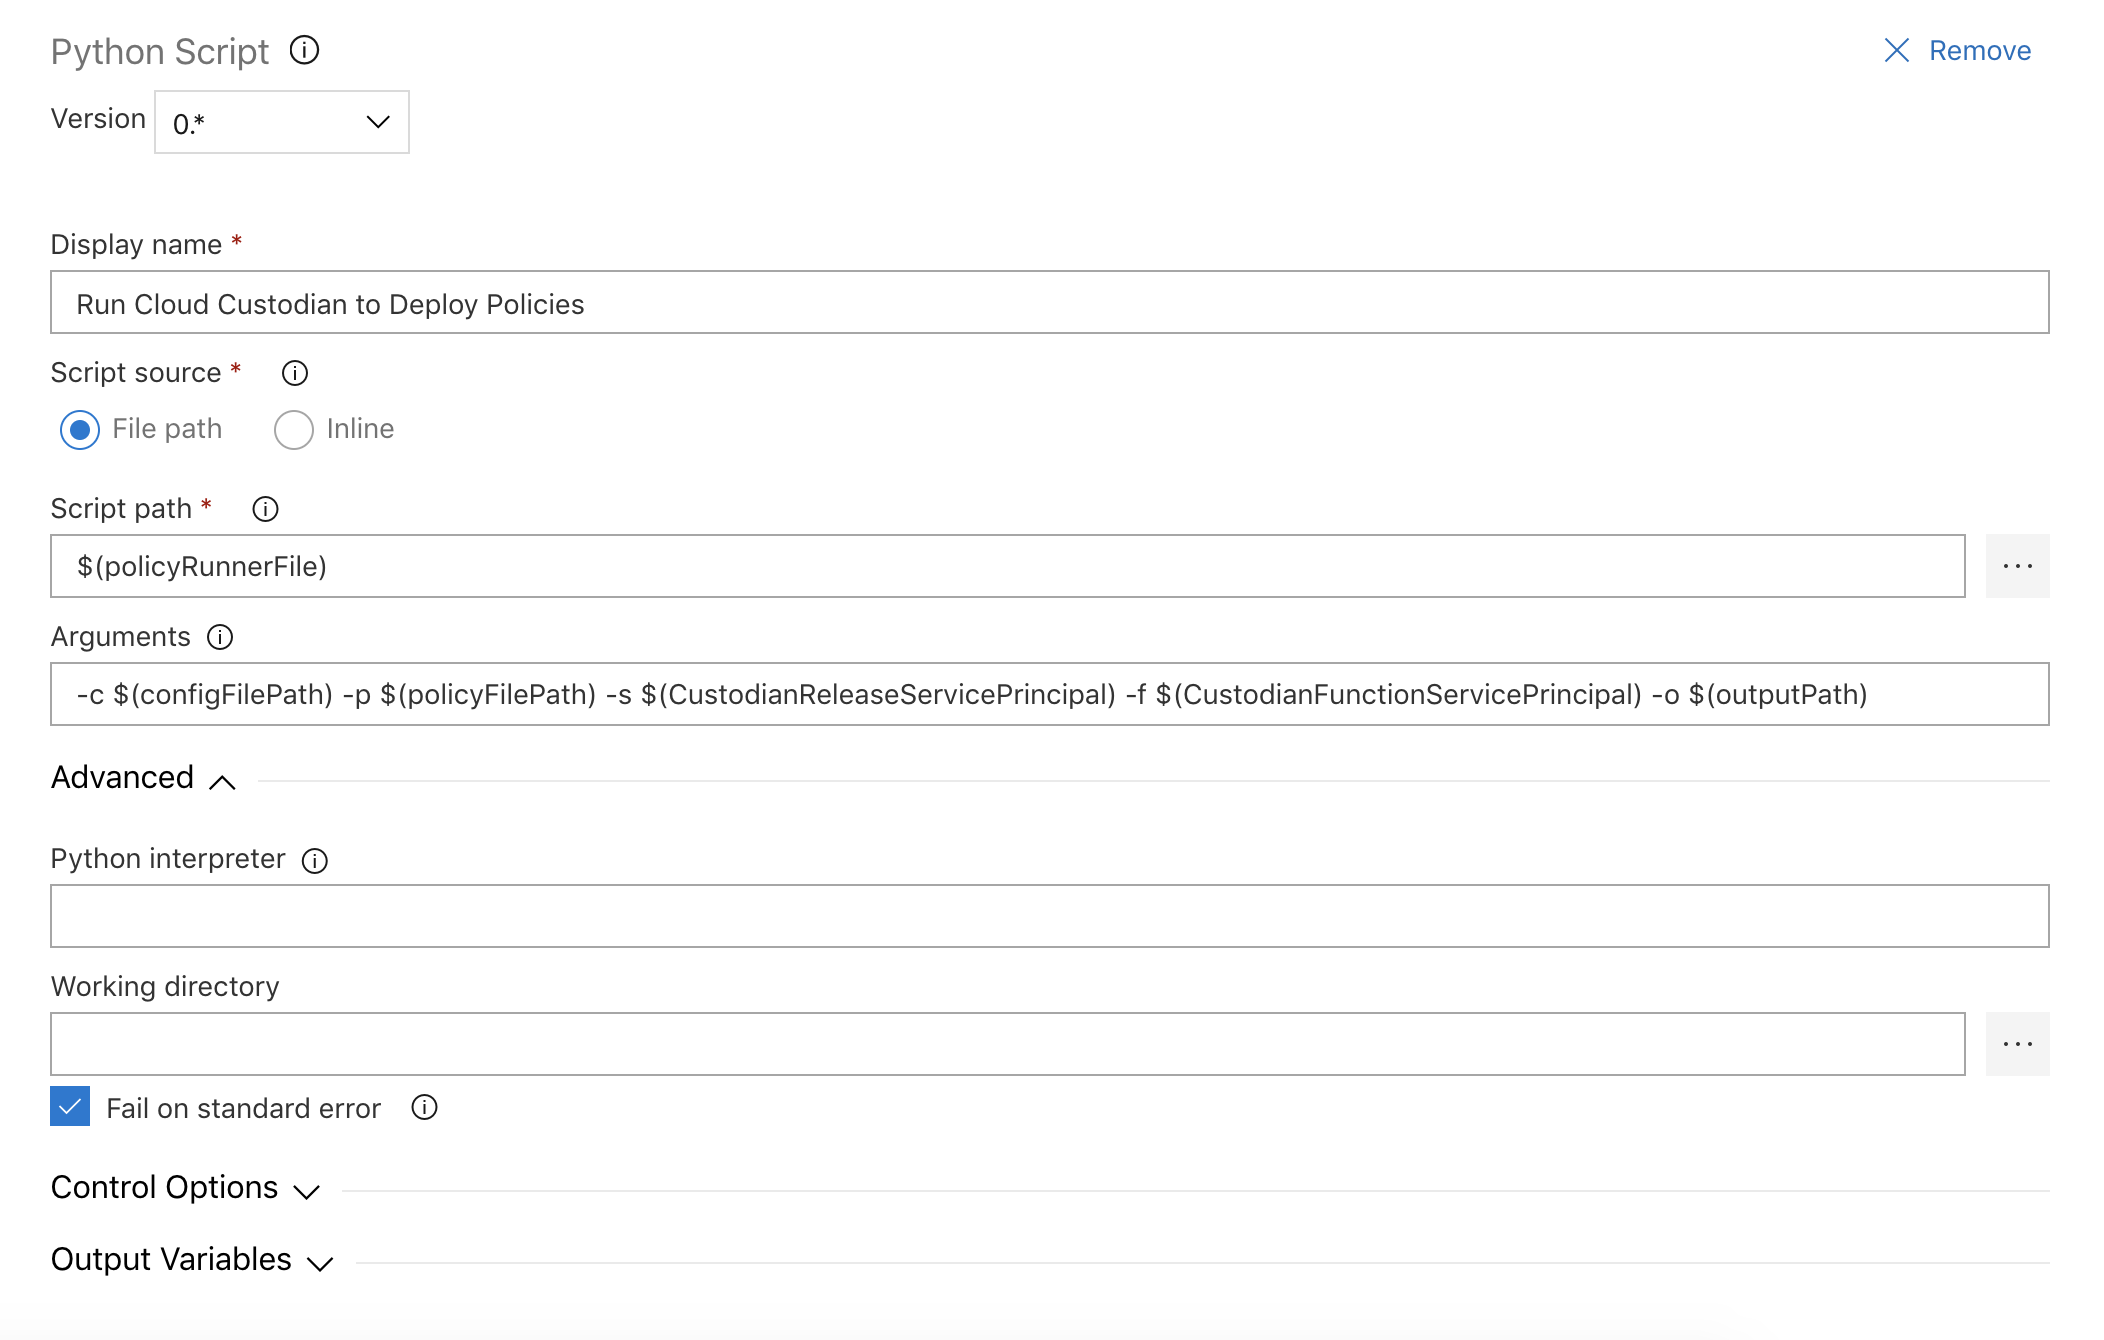 Python Script
Remove
Version 0.*
Display name *
Run Cloud Custodian to Deploy Policies
Script source *
File path Inline
Script path *
$(policyRunnerFile)
...
Arguments
-c $(configFilePath) -p $(policyFilePath) -s $(CustodianReleaseServicePrincipal) -f $(CustodianFunctionServicePrincipal) -o $(outputPath)
Advanced
Python interpreter
Working directory
...
Fail on standard error
Control Options
Output Variables